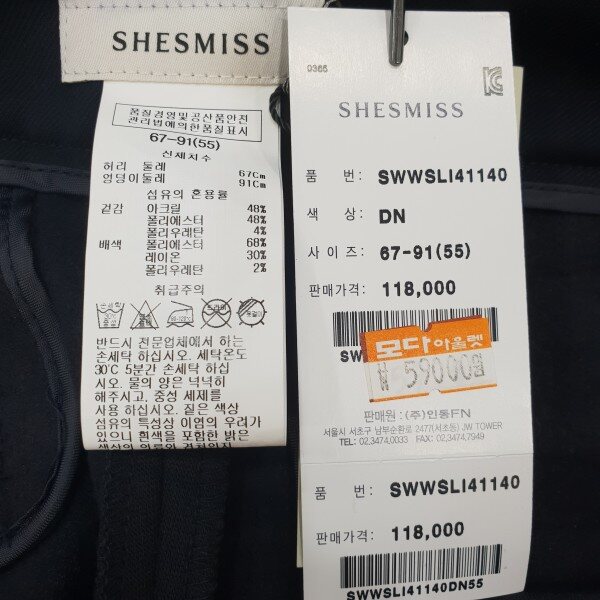 SHESMISS
품질경영및공산품안전
관리법에의한품질표시
67-91(55)
신체치수
허리 둘레 67Cm
엉덩이둘레 91Cm
섬유의 혼용률
겉감 아크릴 48%
폴리에스터 48%
폴리우레탄 4%
배색 폴리에스터 68%
레이온 30%
폴리우레탄 2%
취급주의
반드시 전문업체에서 하는
손세탁 하십시오. 세탁온도
30℃ 5분간 손세탁 하십
시오. 물의 양은 넉넉히
해주시고. 중성 세제를
사용 하십시오. 짙은 색상
섬유의 특성상 이염의 우려가
있으니 흰색을 포함한 밝은
0365
SHESMISS
품 번: SWWSLI41140
색 상: DN
사 이 즈: 67-91(55)
판매가격: 118,000
SW
모다아울렛
₩ 59000원
판매원 : (주)인동FN
서울시 서초구 남부순환로 2477(서초동) JW TOWER
TEL: 02.3474.0033 FAX: 02.3474.7949
품 번: SWWSLI41140
판매가격: 118,000
SWWSLI41140DN55